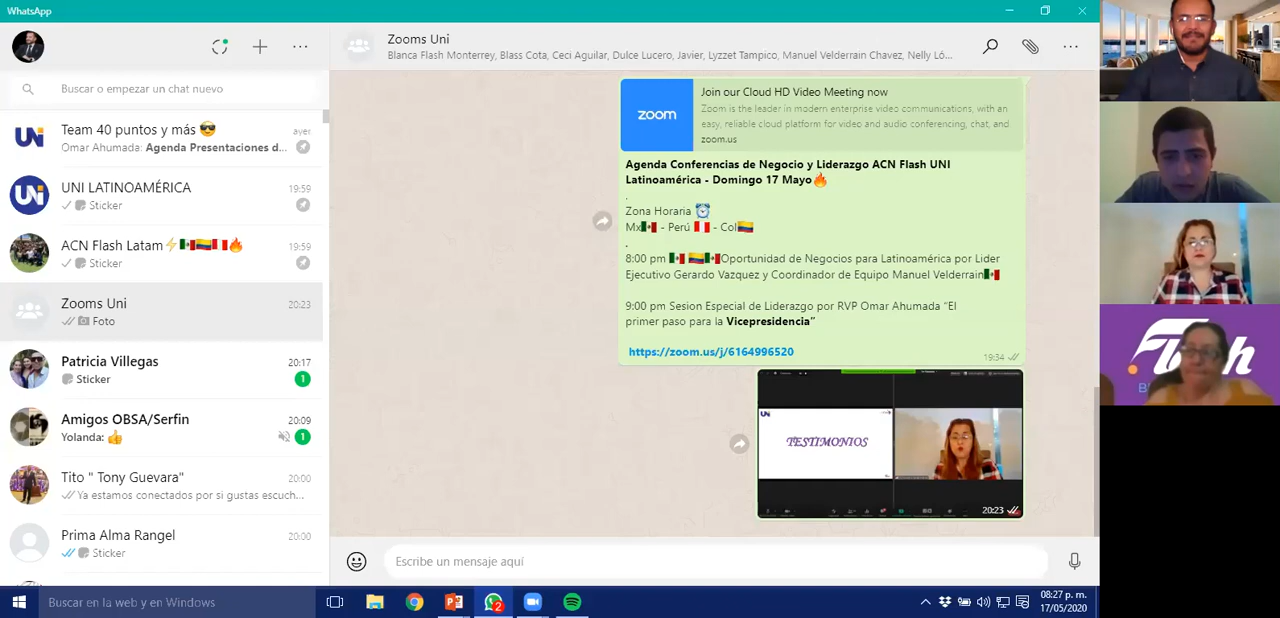 WhatsApp
Buscar o empezar un chat nuevo
Team 40 puntos y más 😎
ayer
Omar Ahumada: Agenda Presentaciones d...
UNI LATINOAMÉRICA
19:59
Sticker
ACN Flash Latam⚡🇲🇽🇪🇨🇵🇪🔥
19:59
Sticker
Zooms Uni
20:23
Foto
Patricia Villegas
20:17
Sticker
1
Amigos OBSA/Serfin
20:09
Yolanda: 👍
1
Tito " Tony Guevara"
20:00
Ya estamos conectados por si gustas escuch...
Prima Alma Rangel
20:00
Sticker
Zooms Uni
Blanca Flash Monterrey, Blass Cota, Ceci Aguilar, Dulce Lucero, Javier, Lyzzet Tampico, Manuel Velderrain Chavez, Nelly Ló...
zoom
Join our Cloud HD Video Meeting now
Zoom is the leader in modern enterprise video communications, with an
easy, reliable cloud platform for video and audio conferencing, chat, and
zoom.us
Agenda Conferencias de Negocio y Liderazgo ACN Flash UNI
Latinoamérica - Domingo 17 Mayo🔥
.
Zona Horaria ⏰
Mx🇲🇽 - Perú 🇵🇪 - Col🇨🇴
.
8:00 pm 🇲🇽 🇨🇴🇲🇽Oportunidad de Negocios para Latinoamérica por Lider
Ejecutivo Gerardo Vazquez y Coordinador de Equipo Manuel Velderrain🇲🇽
9:00 pm Sesion Especial de Liderazgo por RVP Omar Ahumada “El
primer paso para la Vicepresidencia”
https://zoom.us/j/6164996520
19:34
TESTIMONIOS
20:23
Escribe un mensaje aquí
Flash
Buscar en la web y en Windows
2
08:27 p. m.
17/05/2020